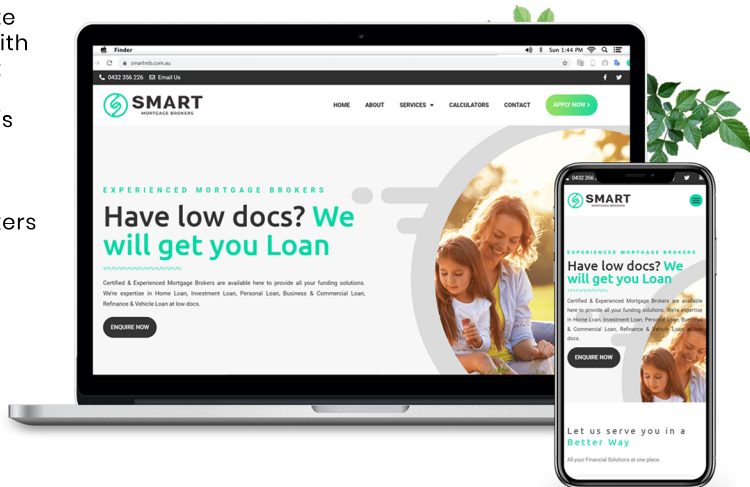 ith
s
ers
Finder
Sun 1:44 PM
smartmb.com.au
0432 356 226 Email Us
SMART
MORTGAGE BROKERS
HOME ABOUT SERVICES CALCULATORS CONTACT APPLY NOW >
EXPERIENCED MORTGAGE BROKERS
Have low docs? We
will get you Loan
Certified & Experienced Mortgage Brokers are available here to provide all your funding solutions.
We're expertise in Home Loan, Investment Loan, Personal Loan, Business & Commercial Loan,
Refinance & Vehicle Loan at low docs.
ENQUIRE NOW
0432 356
SMART
MORTGAGE BROKERS
EXPERIENCED MORTGAGE BROKERS
Have low docs? We
will get you Loan
Certified & Experienced Mortgage Brokers are available
here to provide all your funding solutions. We're expertise
in Home Loan, Investment Loan, Personal Loan, Business
& Commercial Loan, Refinance & Vehicle Loan at low
docs.
ENQUIRE NOW
Let us serve you in a
Better Way
All your Financial Solutions at one place.